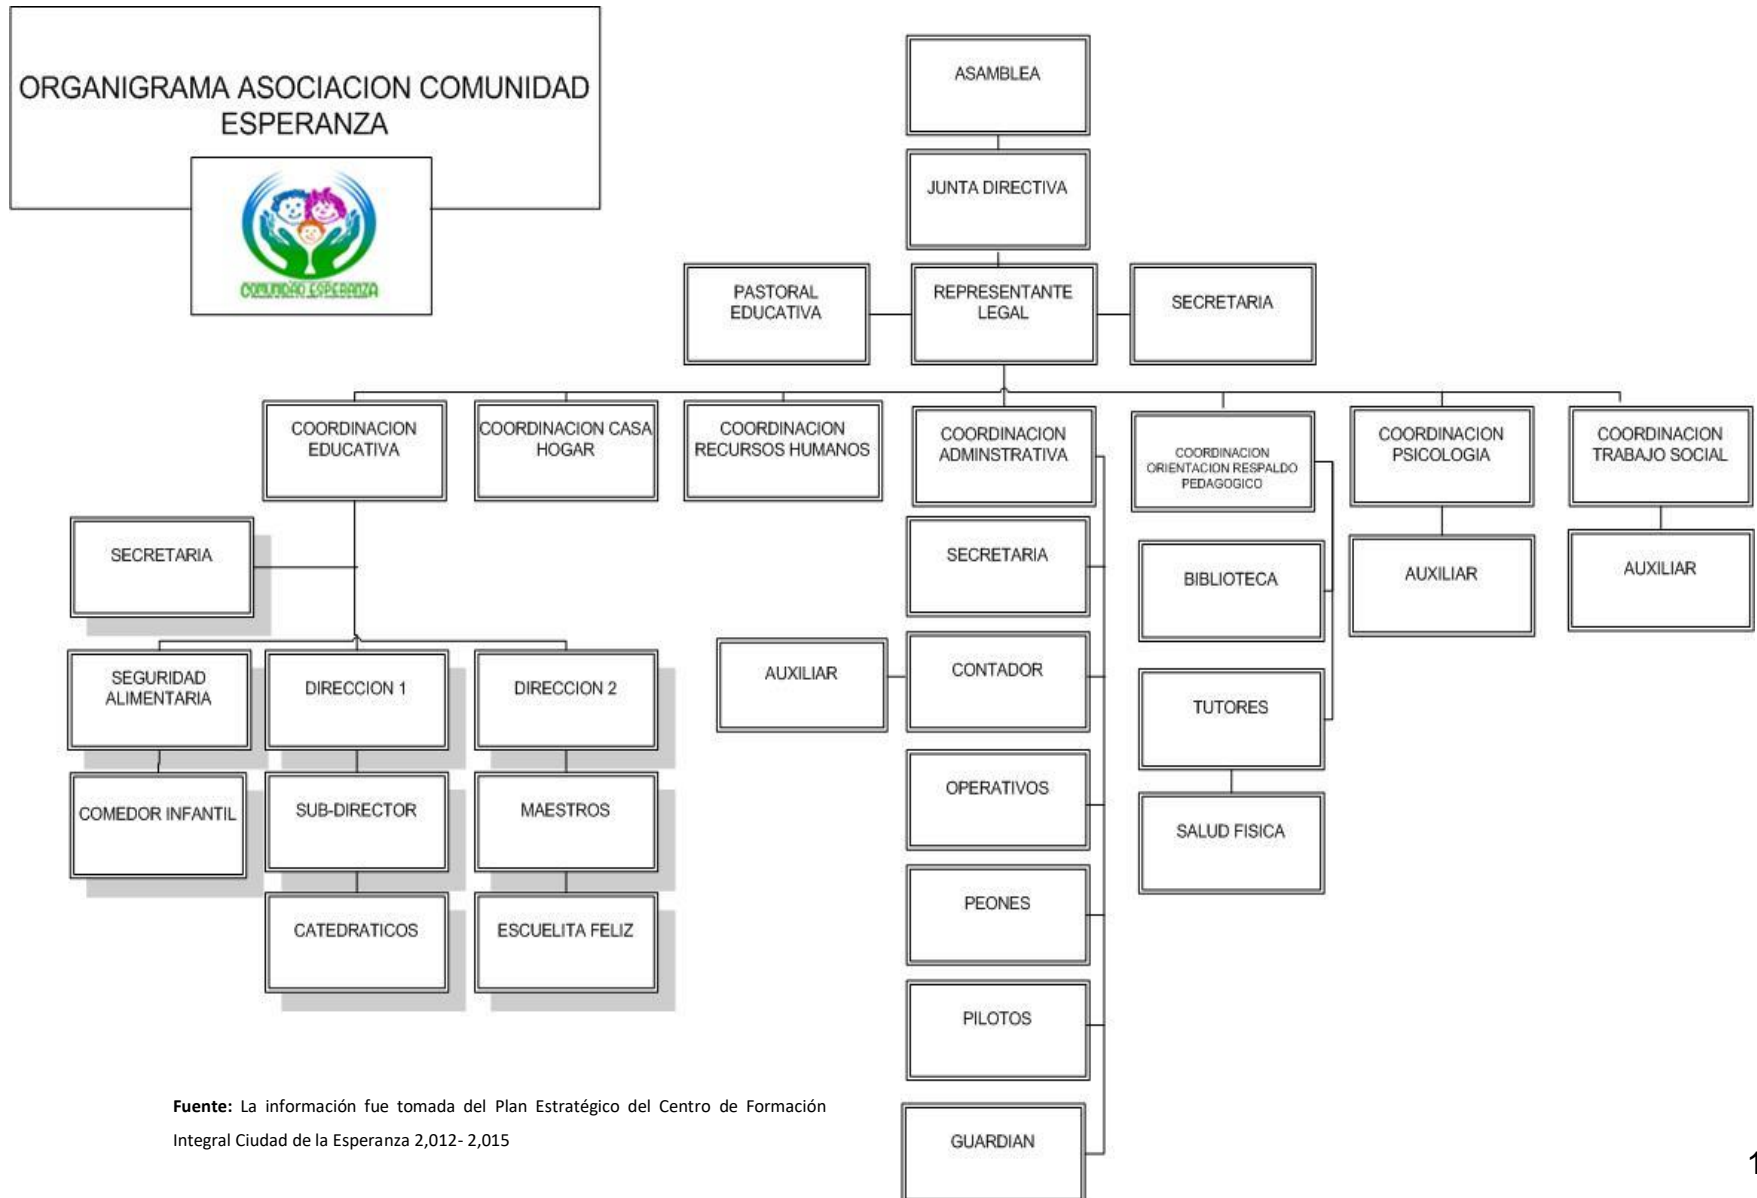 ORGANIGRAMA ASOCIACION COMUNIDAD
ESPERANZA
COMUNIDAD ESPERANZA
ASAMBLEA
JUNTA DIRECTIVA
PASTORAL
EDUCATIVA
REPRESENTANTE
LEGAL
SECRETARIA
COORDINACION
EDUCATIVA
COORDINACION CASA
HOGAR
COORDINACION
RECURSOS HUMANOS
COORDINACION
ADMINSTRATIVA
COORDINACION
ORIENTACION RESPALDO
PEDAGOGICO
COORDINACION
PSICOLOGIA
COORDINACION
TRABAJO SOCIAL
SECRETARIA
SECRETARIA
BIBLIOTECA
AUXILIAR
AUXILIAR
SEGURIDAD
ALIMENTARIA
DIRECCION 1
DIRECCION 2
AUXILIAR
CONTADOR
TUTORES
COMEDOR INFANTIL
SUB-DIRECTOR
MAESTROS
OPERATIVOS
SALUD FISICA
CATEDRATICOS
ESCUELITA FELIZ
PEONES
PILOTOS
GUARDIAN
Fuente: La información fue tomada del Plan Estratégico del Centro de Formación
Integral Ciudad de la Esperanza 2,012- 2,015
1